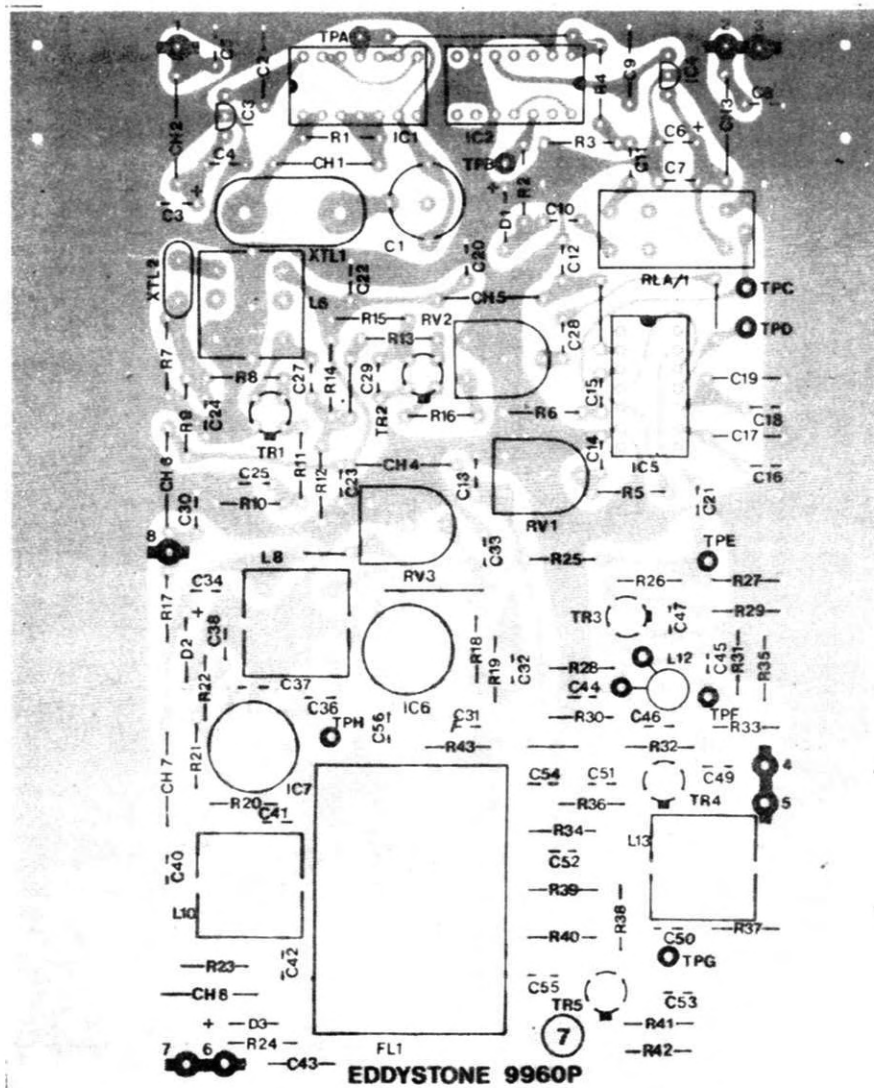 1 TPA 2 3
C2 C9 R4 IC4 C8
IC3 R1 IC1 IC2 CH3
CH2 C6 +
C4 CH1 TPB R3 C11 C7
+ + R2
C3 D1 C10
C1
XTL1 C20 C12
XTL2 L6 C22 CH5 RLA/1 TPC
R15 RV2 TPD
R7 R13 C28
R8 C27 R14 C29 C15 C19
R9 C24 TR2 R16 R6 C18
TR1 R11 C14 C17
CH6 C25 R12 C23 CH4 C13 IC5 C16
C30 R10 R5 C21
RV1
8 L8 C33 TPE
RV3 R25
R17 C34 R26 R27
+ TR3 C47 R29
D2 C38 R18 L12 C45 R31 R35
R22 C37 R19 C32 R28
C44
C36 IC6 C31 R30 C46 TPF
TPH C56 R43 R33
CH7 R21 R32
IC7 C54 C51 C49 4
R20 R36 TR4 5
C41 R34 L13
C40 C52
L10 R39 R38
R40 C50 R37
C42 TPG
R23 C55
CH8 TR5 C53
+ D3 7 R41
R24 R42
7 6 C43 FL1
EDDYSTONE 9960P